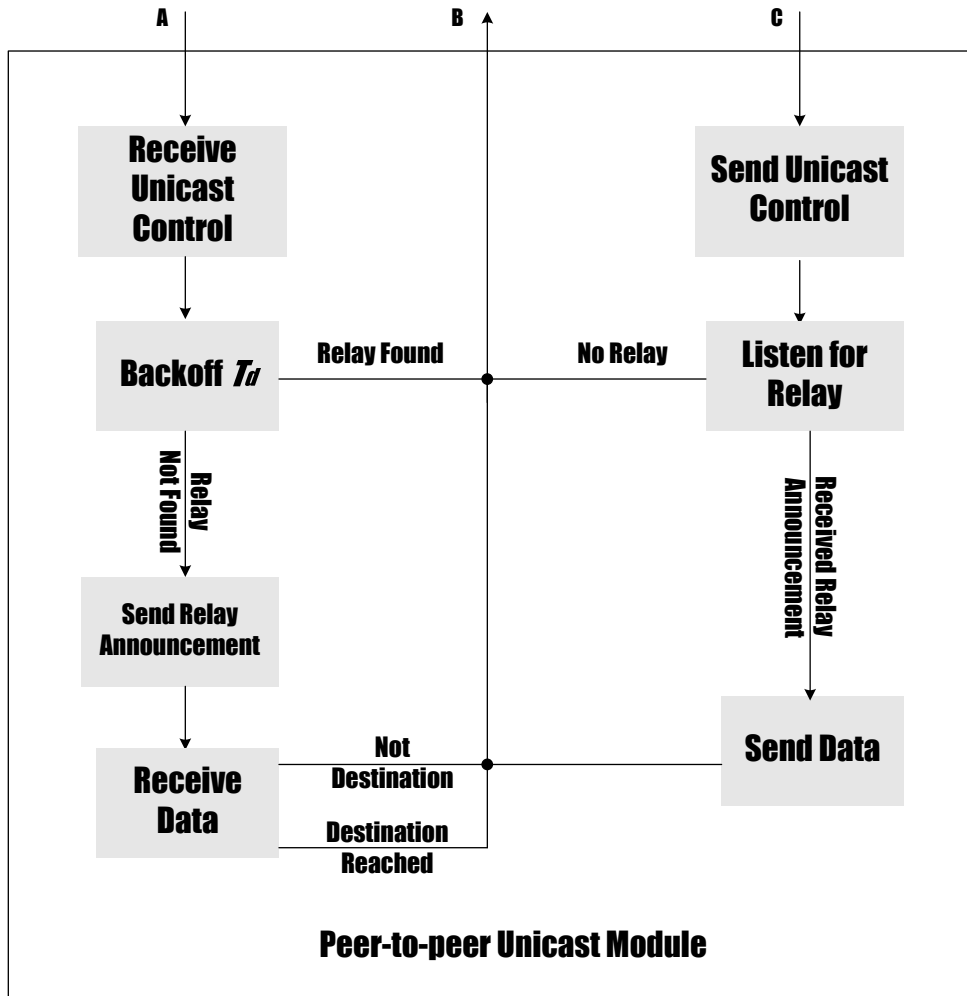 A
B
C
Receive
Unicast
Control
Send Unicast
Control
Backoff Td
Relay Found
No Relay
Listen for
Relay
Relay
Not Found
Received Relay
Announcement
Send Relay
Announcement
Receive
Data
Not
Destination
Destination
Reached
Send Data
Peer-to-peer Unicast Module